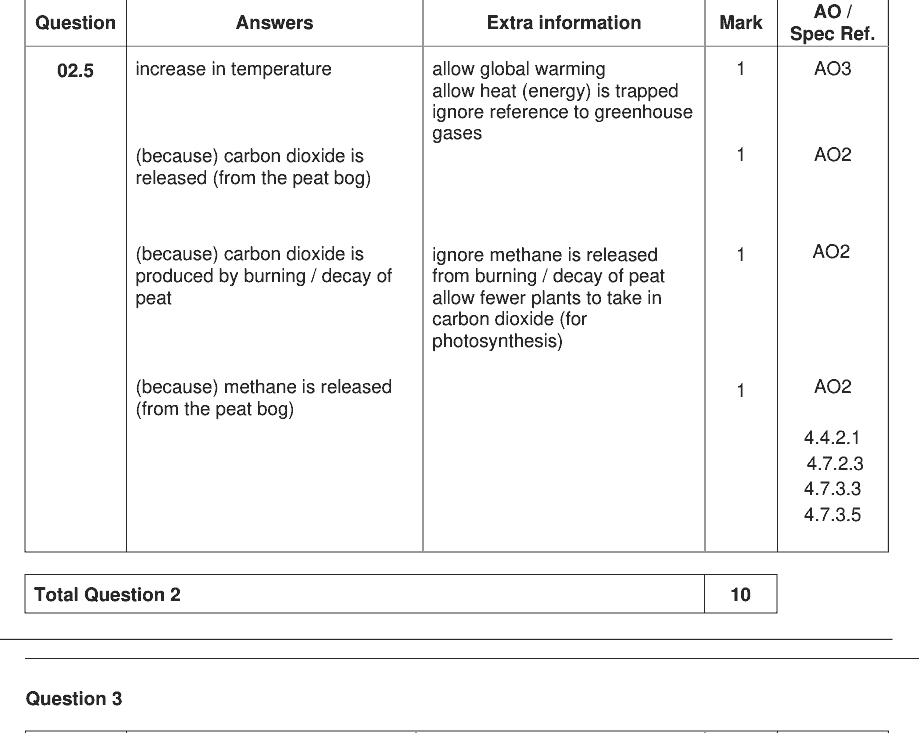 Question Answers Extra information Mark AO /
Spec Ref.
02.5 increase in temperature allow global warming 1 AO3
allow heat (energy) is trapped
ignore reference to greenhouse
gases
(because) carbon dioxide is 1 AO2
released (from the peat bog)
(because) carbon dioxide is ignore methane is released 1 AO2
produced by burning / decay of from burning / decay of peat
peat allow fewer plants to take in
carbon dioxide (for
photosynthesis)
(because) methane is released 1 AO2
(from the peat bog)
4.4.2.1
4.7.2.3
4.7.3.3
4.7.3.5
Total Question 2 10
Question 3